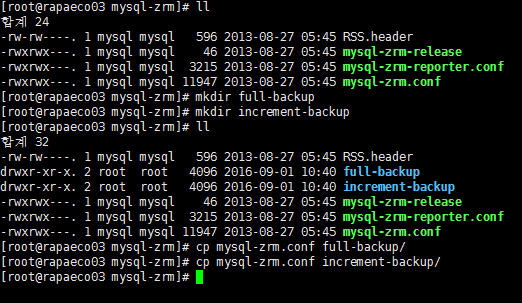 [root@rapaeco03 mysql-zrm]# ll
합계 24
-rw-rw----. 1 mysql mysql   596 2013-08-27 05:45 RSS.header
-rwxrwx---. 1 mysql mysql    46 2013-08-27 05:45 mysql-zrm-release
-rwxrwx---. 1 mysql mysql  3215 2013-08-27 05:45 mysql-zrm-reporter.conf
-rwxrwx---. 1 mysql mysql 11947 2013-08-27 05:45 mysql-zrm.conf
[root@rapaeco03 mysql-zrm]# mkdir full-backup
[root@rapaeco03 mysql-zrm]# mkdir increment-backup
[root@rapaeco03 mysql-zrm]# ll
합계 32
-rw-rw----. 1 mysql mysql   596 2013-08-27 05:45 RSS.header
drwxr-xr-x. 2 root  root   4096 2016-09-01 10:40 full-backup
drwxr-xr-x. 2 root  root   4096 2016-09-01 10:40 increment-backup
-rwxrwx---. 1 mysql mysql    46 2013-08-27 05:45 mysql-zrm-release
-rwxrwx---. 1 mysql mysql  3215 2013-08-27 05:45 mysql-zrm-reporter.conf
-rwxrwx---. 1 mysql mysql 11947 2013-08-27 05:45 mysql-zrm.conf
[root@rapaeco03 mysql-zrm]# cp mysql-zrm.conf full-backup/
[root@rapaeco03 mysql-zrm]# cp mysql-zrm.conf increment-backup/
[root@rapaeco03 mysql-zrm]#